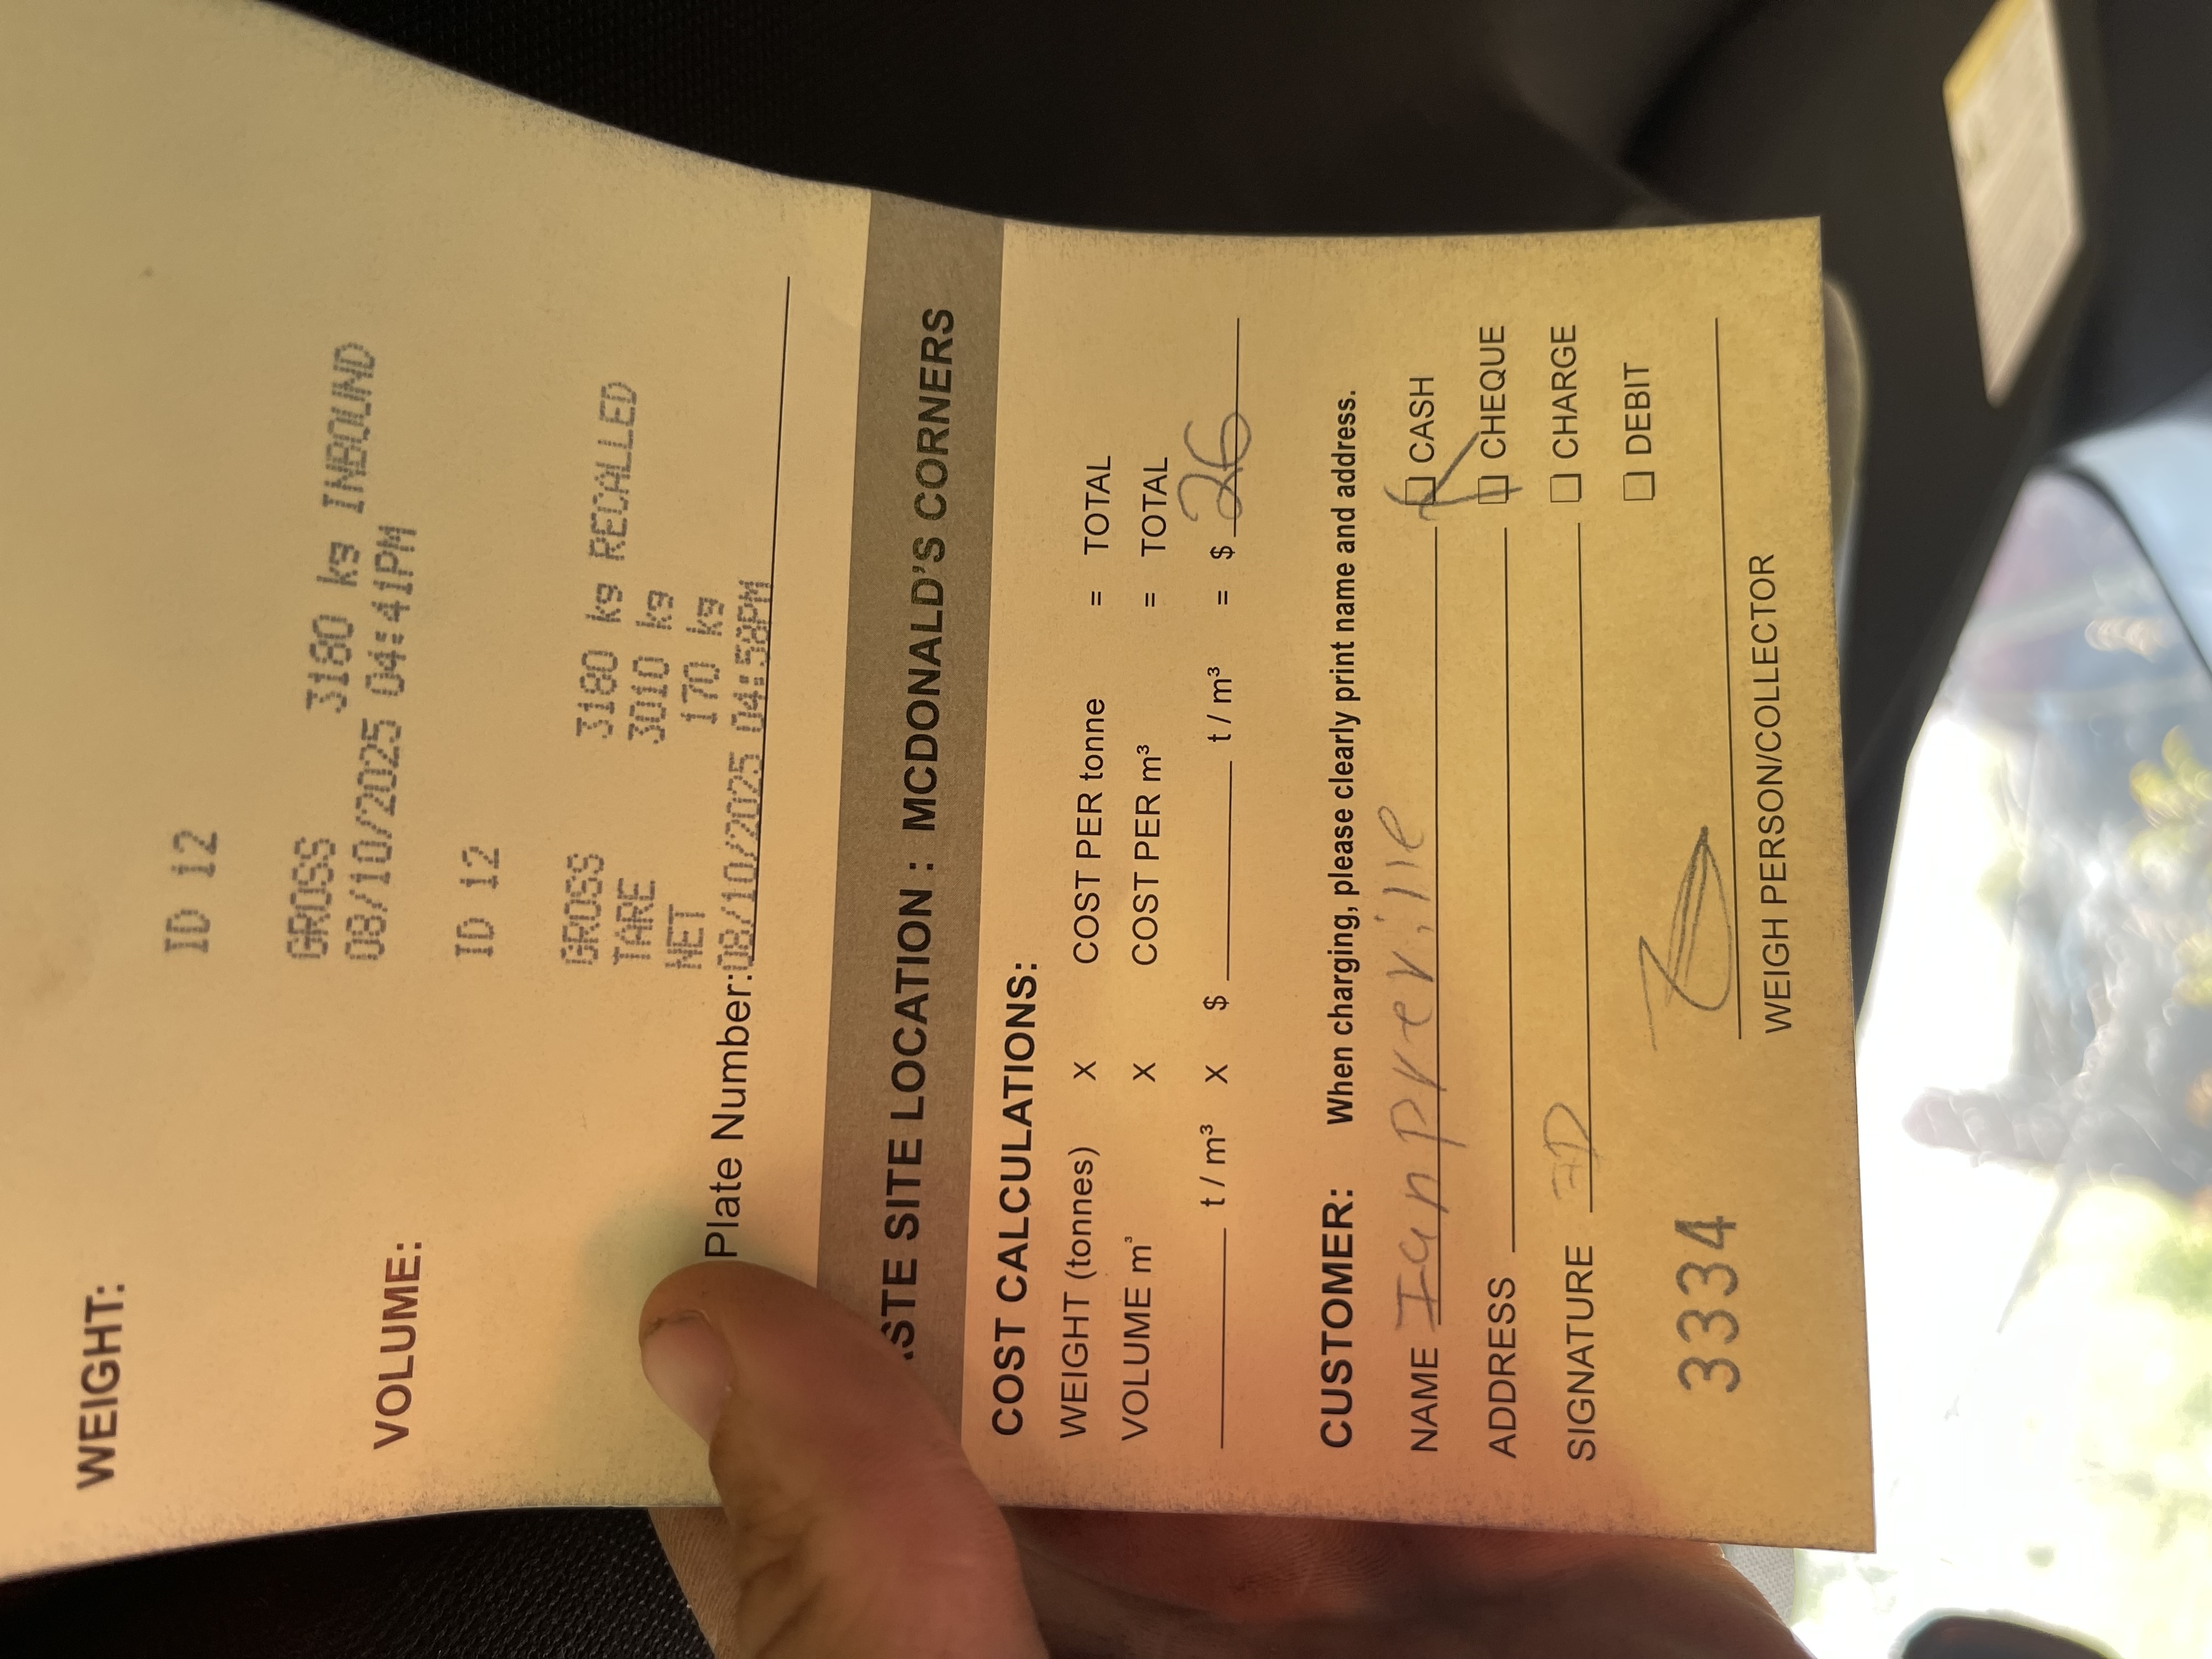 WEIGHT:
ID 12
GROSS 3180 kg INBOUND
08/10/2025 04:41PM
VOLUME:
ID 12
GROSS 3180 kg RECALLED
TARE 3010 kg
NET 170 kg
Plate Number: 08/10/2025 04:58PM
STE SITE LOCATION : MCDONALD'S CORNERS
COST CALCULATIONS:
WEIGHT (tonnes) X COST PER tonne = TOTAL
VOLUME m³ X COST PER m³ = TOTAL
t / m³ X $ t / m³ = $ 26
CUSTOMER: When charging, please clearly print name and address.
NAME Ian Preville CASH
ADDRESS CHEQUE
SIGNATURE CHARGE
DEBIT
3334
WEIGH PERSON/COLLECTOR